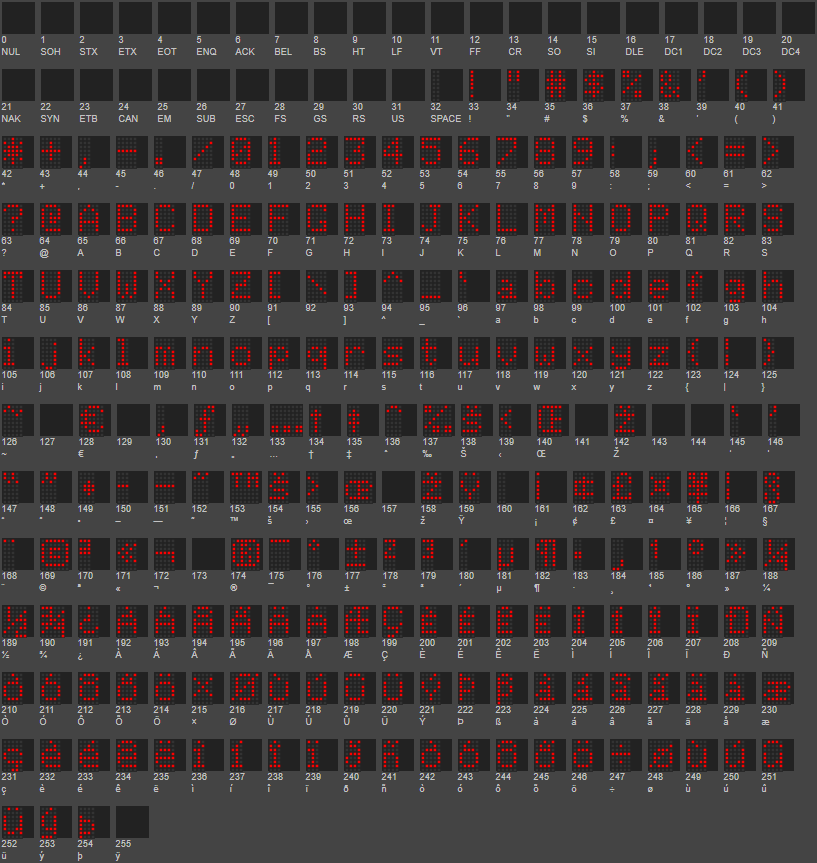 0 1 2 3 4 5 6 7 8 9 10 11 12 13 14 15 16 17 18 19 20
NUL SOH STX ETX EOT ENQ ACK BEL BS HT LF VT FF CR SO SI DLE DC1 DC2 DC3 DC4
21 22 23 24 25 26 27 28 29 30 31 32 33 34 35 36 37 38 39 40 41
NAK SYN ETB CAN EM SUB ESC FS GS RS US SPACE ! " # $ % & ' ( )
42 43 44 45 46 47 48 49 50 51 52 53 54 55 56 57 58 59 60 61 62
* + , - . / 0 1 2 3 4 5 6 7 8 9 : ; < = >
63 64 65 66 67 68 69 70 71 72 73 74 75 76 77 78 79 80 81 82 83
? @ A B C D E F G H I J K L M N O P Q R S
84 85 86 87 88 89 90 91 92 93 94 95 96 97 98 99 100 101 102 103 104
T U V W X Y Z [ \ ] ^ _ ` a b c d e f g h
105 106 107 108 109 110 111 112 113 114 115 116 117 118 119 120 121 122 123 124 125
i j k l m n o p q r s t u v w x y z { | }
126 127 128 129 130 131 132 133 134 135 136 137 138 139 140 141 142 143 144 145 146
~ € ‚ ƒ „ … † ‡ ˆ ‰ Š ‹ Œ Ž ‘ ’
147 148 149 150 151 152 153 154 155 156 157 158 159 160 161 162 163 164 165 166 167
“ ” • – — ˜ ™ š › œ ž Ÿ ¡ ¢ £ ¤ ¥ ¦ §
168 169 170 171 172 173 174 175 176 177 178 179 180 181 182 183 184 185 186 187 188
¨ © ª « ¬ ® ¯ ° ± ² ³ ´ µ ¶ · ¸ ¹ º » ¼
189 190 191 192 193 194 195 196 197 198 199 200 201 202 203 204 205 206 207 208 209
½ ¾ ¿ À Á Â Ã Ä Å Æ Ç È É Ê Ë Ì Í Î Ï Ð Ñ
210 211 212 213 214 215 216 217 218 219 220 221 222 223 224 225 226 227 228 229 230
Ò Ó Ô Õ Ö × Ø Ù Ú Û Ü Ý Þ ß à á â ã ä å æ
231 232 233 234 235 236 237 238 239 240 241 242 243 244 245 246 247 248 249 250 251
ç è é ê ë ì í î ï ð ñ ò ó ô õ ö ÷ ø ù ú û
252 253 254 255
ü ý þ ÿ